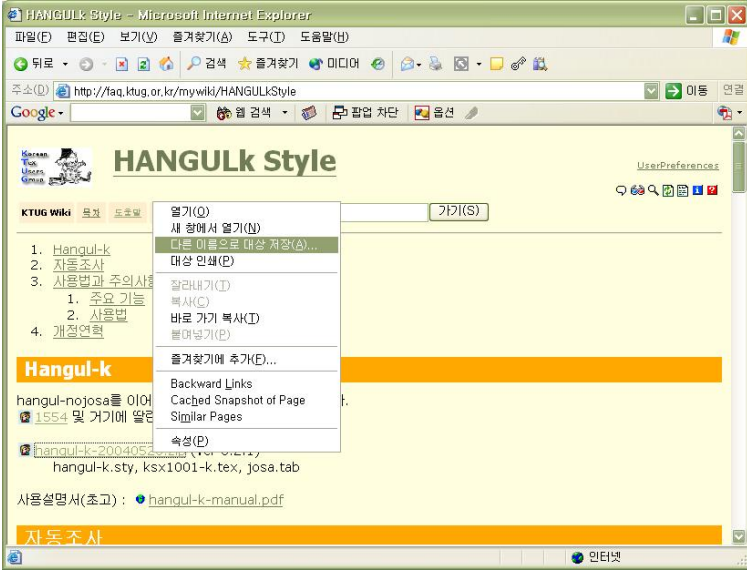 HANGULk Style - Microsoft Internet Explorer
파일(F) 편집(E) 보기(V) 즐겨찾기(A) 도구(T) 도움말(H)
뒤로 검색 즐겨찾기 미디어
주소(D) http://faq.ktug.or.kr/mywiki/HANGULkStyle 이동 연결
Google 웹 검색 팝업 차단 옵션
Korean TeX Users Group
HANGULk Style
UserPreferences
KTUG Wiki 목차 도움말 가기(S)
열기(O)
새 창에서 열기(N)
다른 이름으로 대상 저장(A)...
대상 인쇄(P)
잘라내기(T)
복사(C)
바로 가기 복사(T)
붙여넣기(P)
즐겨찾기에 추가(F)...
Backward Links
Cached Snapshot of Page
Similar Pages
속성(P)
1. Hangul-k
2. 자동조사
3. 사용법과 주의사항
1. 주요 기능
2. 사용법
4. 개정연혁
Hangul-k
hangul-nojosa를 이어
1554 및 거기에 딸린
hangul-k-20040520.zip (Ver 0.2.1)
hangul-k.sty, ksx1001-k.tex, josa.tab
사용설명서(초고) : hangul-k-manual.pdf
자동조사
인터넷